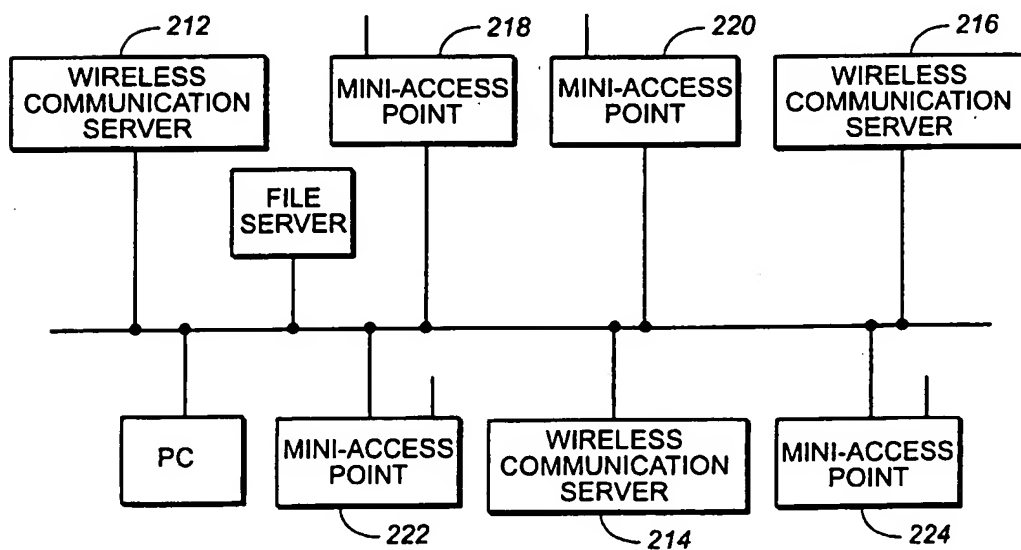 212
WIRELESS
COMMUNICATION
SERVER
218
MINI-ACCESS
POINT
220
MINI-ACCESS
POINT
216
WIRELESS
COMMUNICATION
SERVER
FILE
SERVER
PC
MINI-ACCESS
POINT
222
WIRELESS
COMMUNICATION
SERVER
214
MINI-ACCESS
POINT
224